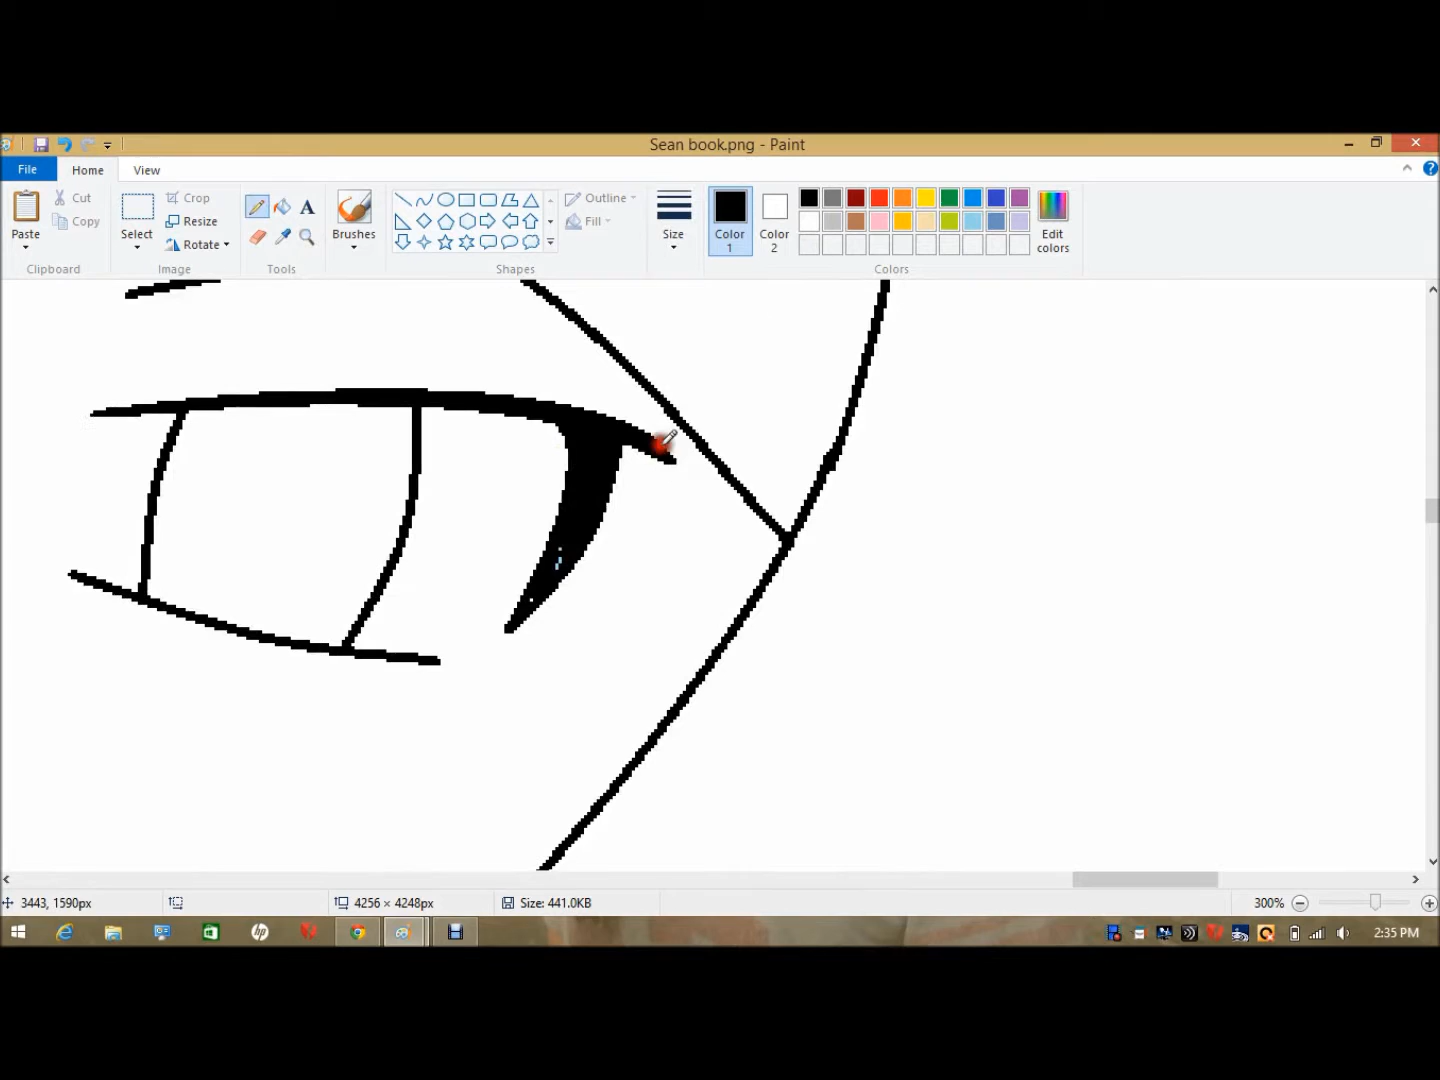 Sean book.png - Paint
File Home View
Paste Cut Copy
Select Crop Resize Rotate
A
Brushes
Outline
Fill
Size
Color 1
Color 2
Edit colors
Clipboard Image Tools Shapes Colors
3443, 1590px 4256 × 4248px Size: 441.0KB 300%
hp 2:35 PM